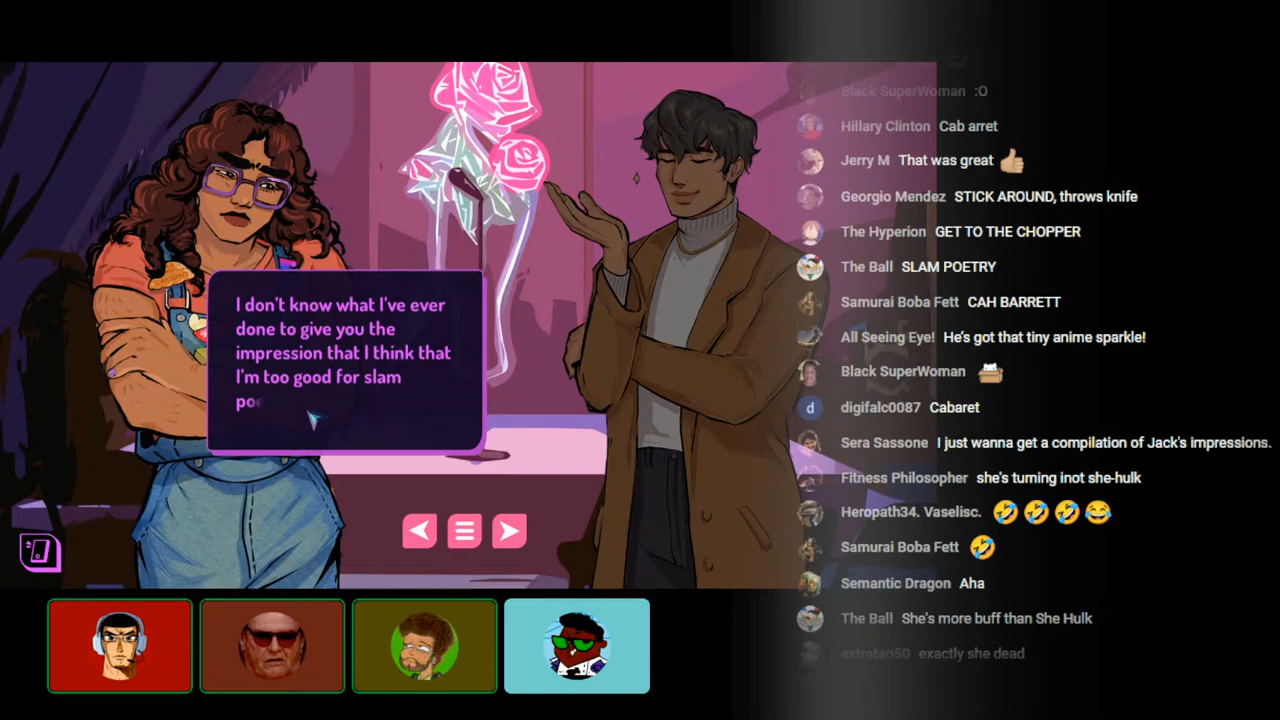 I don't know what I've ever
done to give you the
impression that I think that
I'm too good for slam
poe
Black SuperWoman :O
Hillary Clinton Cab arret
Jerry M That was great 👍
Georgio Mendez STICK AROUND, throws knife
The Hyperion GET TO THE CHOPPER
The Ball SLAM POETRY
Samurai Boba Fett CAH BARRETT
All Seeing Eye! He's got that tiny anime sparkle!
Black SuperWoman
d digifalc0087 Cabaret
Sera Sassone I just wanna get a compilation of Jack's impressions.
Fitness Philosopher she's turning inot she-hulk
Heropath34. Vaselisc. 🤣🤣🤣😂
Samurai Boba Fett 🤣
Semantic Dragon Aha
The Ball She's more buff than She Hulk
extratao50 exactly she dead